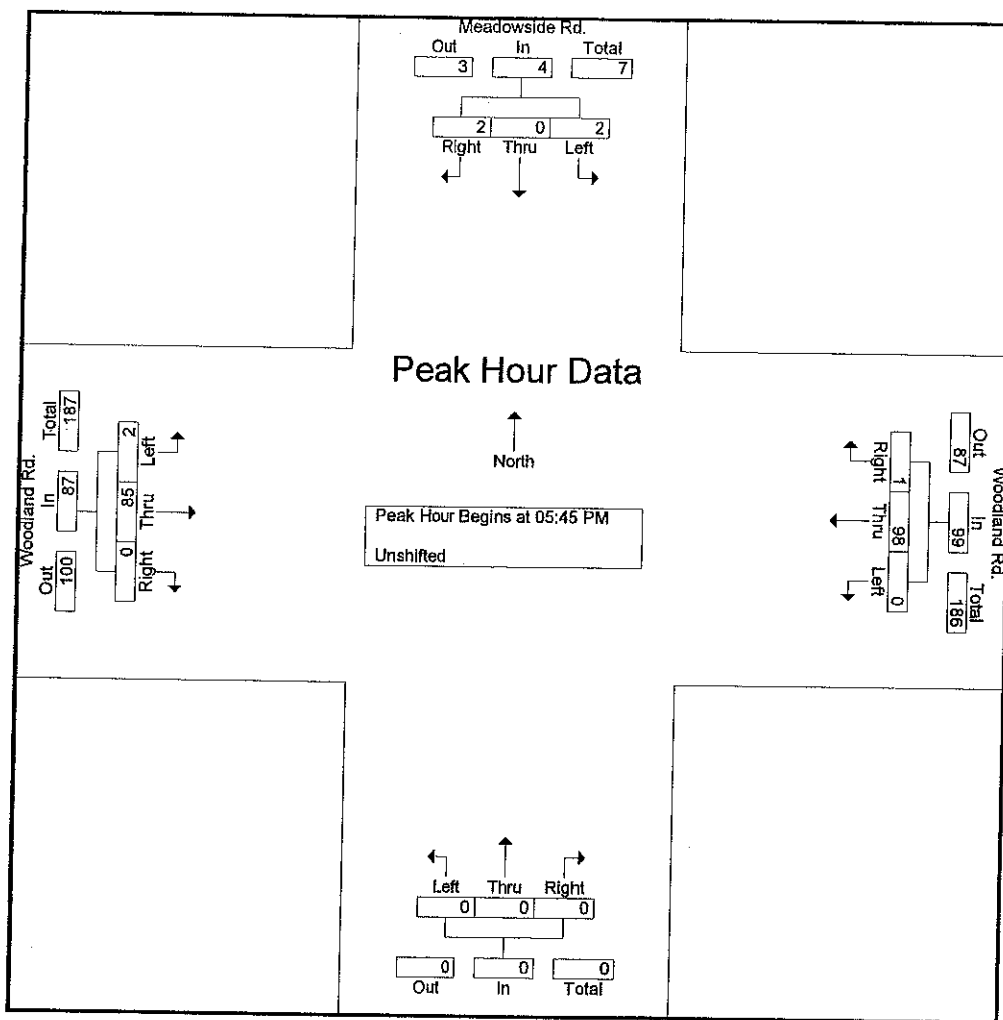 Meadowside Rd.
Out In Total
3 4 7
2 0 2
Right Thru Left
Peak Hour Data
North
Peak Hour Begins at 05:45 PM
Unshifted
Woodland Rd.
Out In Total
100 87 187
2 85 0
Left Thru Right
Woodland Rd.
Out In Total
87 99 186
1 98 0
Right Thru Left
Left Thru Right
0 0 0
0 0 0
Out In Total